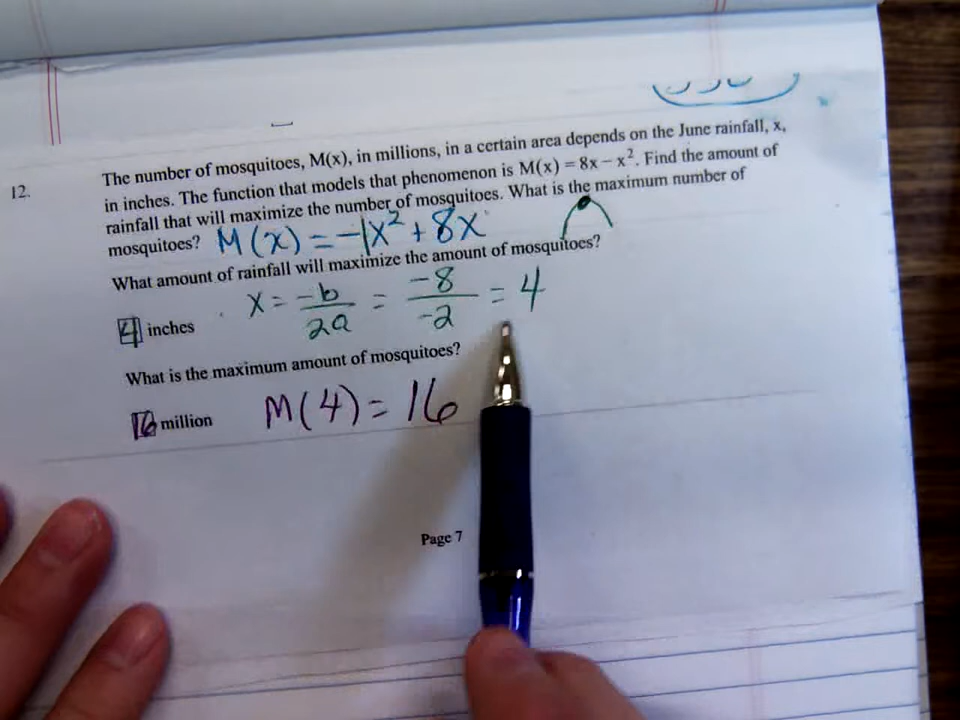 12.
The number of mosquitoes, M(x), in millions, in a certain area depends on the June rainfall, x,
in inches. The function that models that phenomenon is M(x) = 8x – x². Find the amount of
rainfall that will maximize the number of mosquitoes. What is the maximum number of
mosquitoes? M(x) = -1x² + 8x
What amount of rainfall will maximize the amount of mosquitoes?
x = -b/2a = -8/-2 = 4
4 inches
What is the maximum amount of mosquitoes?
16 million M(4) = 16
Page 7